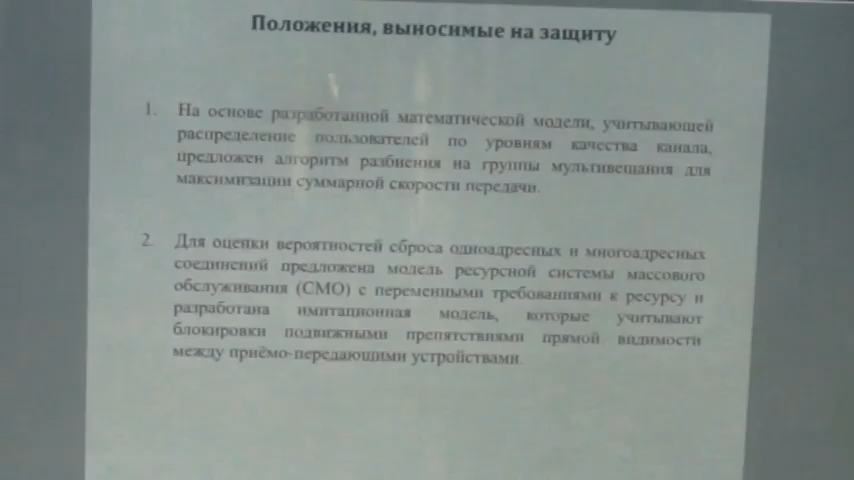 Положения, выносимые на защиту
1. На основе разработанной математической модели, учитывающей
распределение пользователей по уровням качества канала,
предложен алгоритм разбиения на группы мультивещания для
максимизации суммарной скорости передачи.
2. Для оценки вероятностей сброса одноадресных и многоадресных
соединений предложена модель ресурсной системы массового
обслуживания (СМО) с переменными требованиями к ресурсу и
разработана имитационная модель, которые учитывают
блокировки подвижными препятствиями прямой видимости
между приёмо-передающими устройствами.